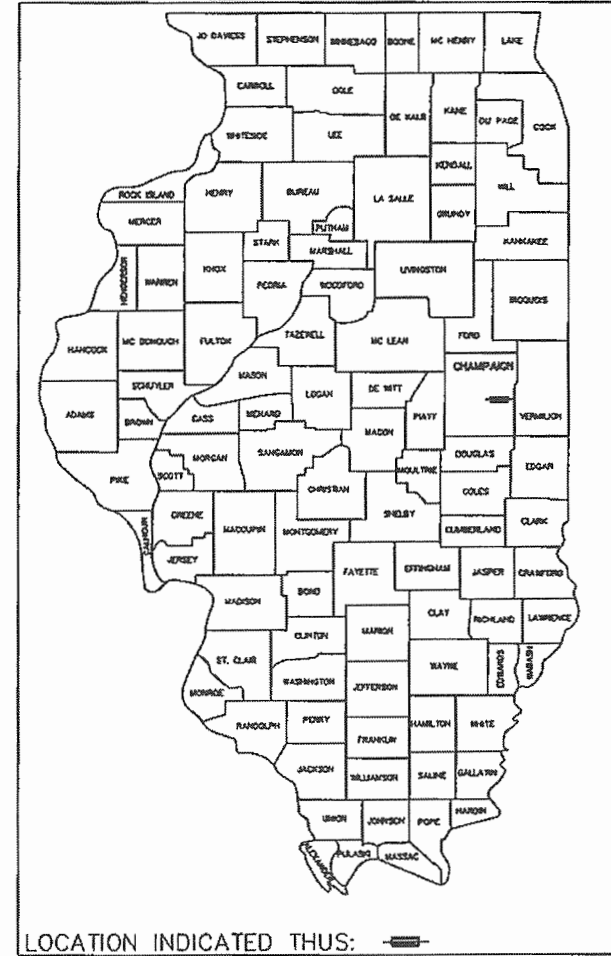 JO DAVIESS STEPHENSON WINNEBAGO BOONE MC HENRY LAKE
CARROLL OGLE
DE KALB KANE DU PAGE COOK
WHITESIDE LEE
KENDALL WILL
ROCK ISLAND HENRY BUREAU LA SALLE GRUNDY
MERCER PUTNAM
STARK MARSHALL KANKAKEE
HENDERSON WARREN KNOX PEORIA WOODFORD LIVINGSTON IROQUOIS
HANCOCK MC DONOUGH FULTON TAZEWELL MC LEAN FORD
CHAMPAIGN
SCHUYLER MASON LOGAN DE WITT
ADAMS BROWN CASS MENARD MACON PIATT VERMILION
PIKE SCOTT MORGAN SANGAMON MOULTRIE DOUGLAS EDGAR
CHRISTIAN COLES
CALHOUN GREENE MACOUPIN MONTGOMERY SHELBY CUMBERLAND CLARK
JERSEY
MADISON BOND FAYETTE EFFINGHAM JASPER CRAWFORD
CLINTON MARION CLAY RICHLAND LAWRENCE
ST. CLAIR WASHINGTON JEFFERSON WAYNE EDWARDS WABASH
MONROE
RANDOLPH PERRY FRANKLIN HAMILTON WHITE
JACKSON WILLIAMSON SALINE GALLATIN
UNION JOHNSON POPE HARDIN
ALEXANDER PULASKI MASSAC
LOCATION INDICATED THUS: